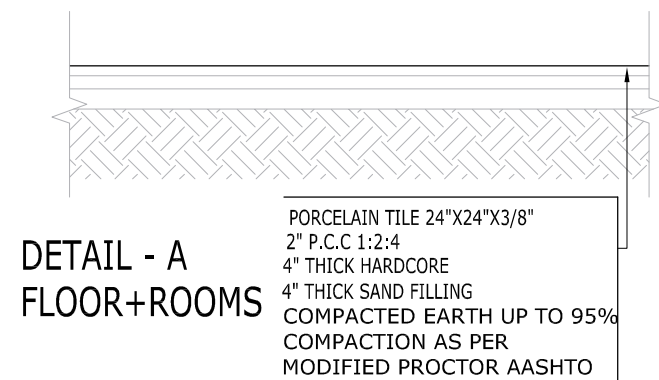 DETAIL - A
FLOOR+ROOMS
PORCELAIN TILE 24"X24"X3/8"
2" P.C.C 1:2:4
4" THICK HARDCORE
4" THICK SAND FILLING
COMPACTED EARTH UP TO 95%
COMPACTION AS PER
MODIFIED PROCTOR AASHTO